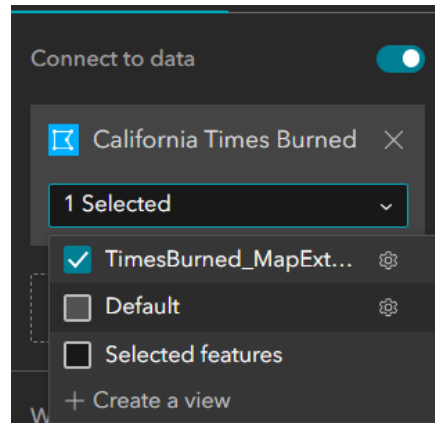 Connect to data
California Times Burned
1 Selected
TimesBurned_MapExt...
Default
Selected features
+ Create a view
W